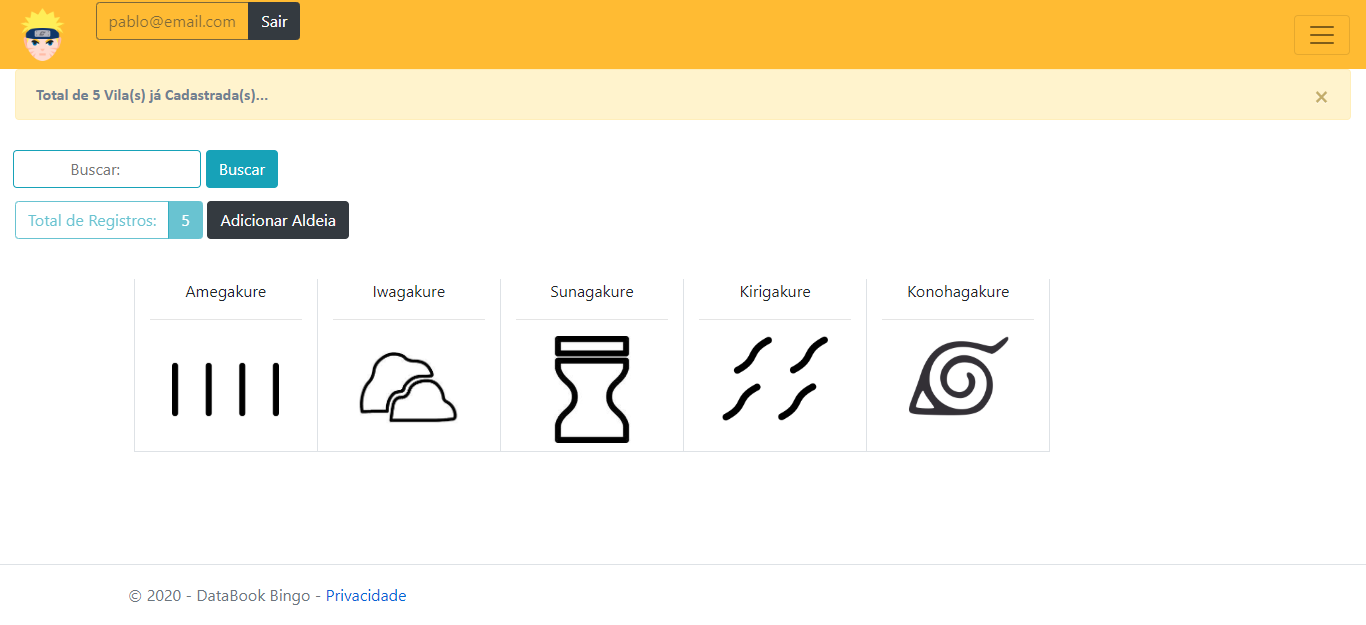 pablo@email.com Sair
Total de 5 Vila(s) já Cadastrada(s)... ×
Buscar: Buscar
Total de Registros: 5 Adicionar Aldeia
Amegakure Iwagakure Sunagakure Kirigakure Konohagakure
© 2020 - DataBook Bingo - Privacidade